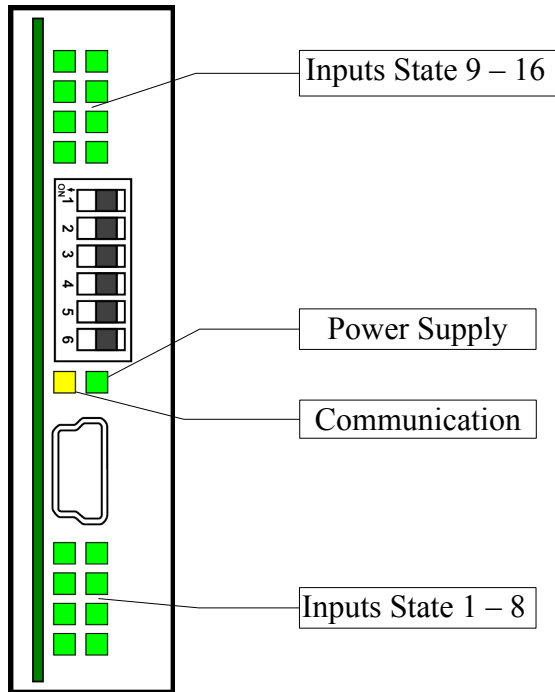 Inputs State 9 – 16
ON
1
2
3
4
5
6
Power Supply
Communication
Inputs State 1 – 8